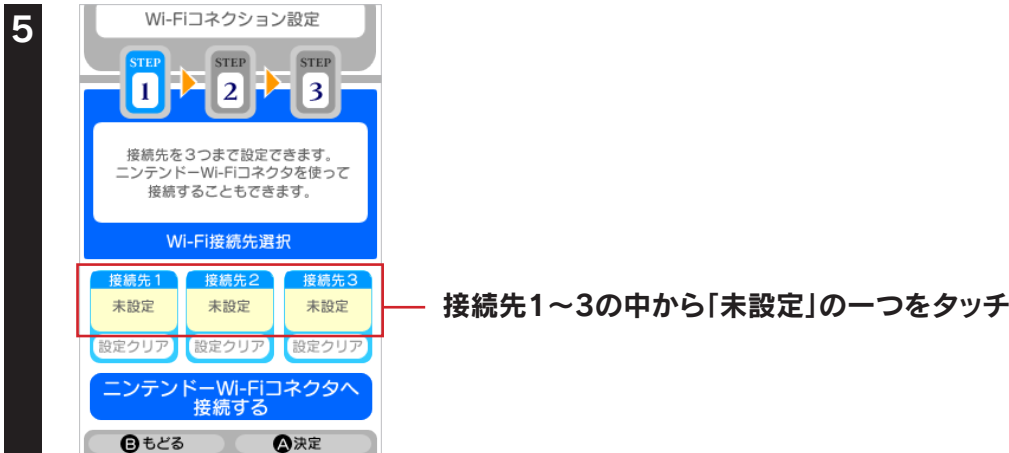 5
Wi-Fiコネクション設定
STEP 1
STEP 2
STEP 3
接続先を3つまで設定できます。
ニンテンドーWi-Fiコネクタを使って
接続することもできます。
Wi-Fi接続先選択
接続先1 接続先2 接続先3
未設定 未設定 未設定
設定クリア 設定クリア 設定クリア
接続先1～3の中から｢未設定｣の一つをタッチ
ニンテンドーWi-Fiコネクタへ
接続する
Bもどる A決定